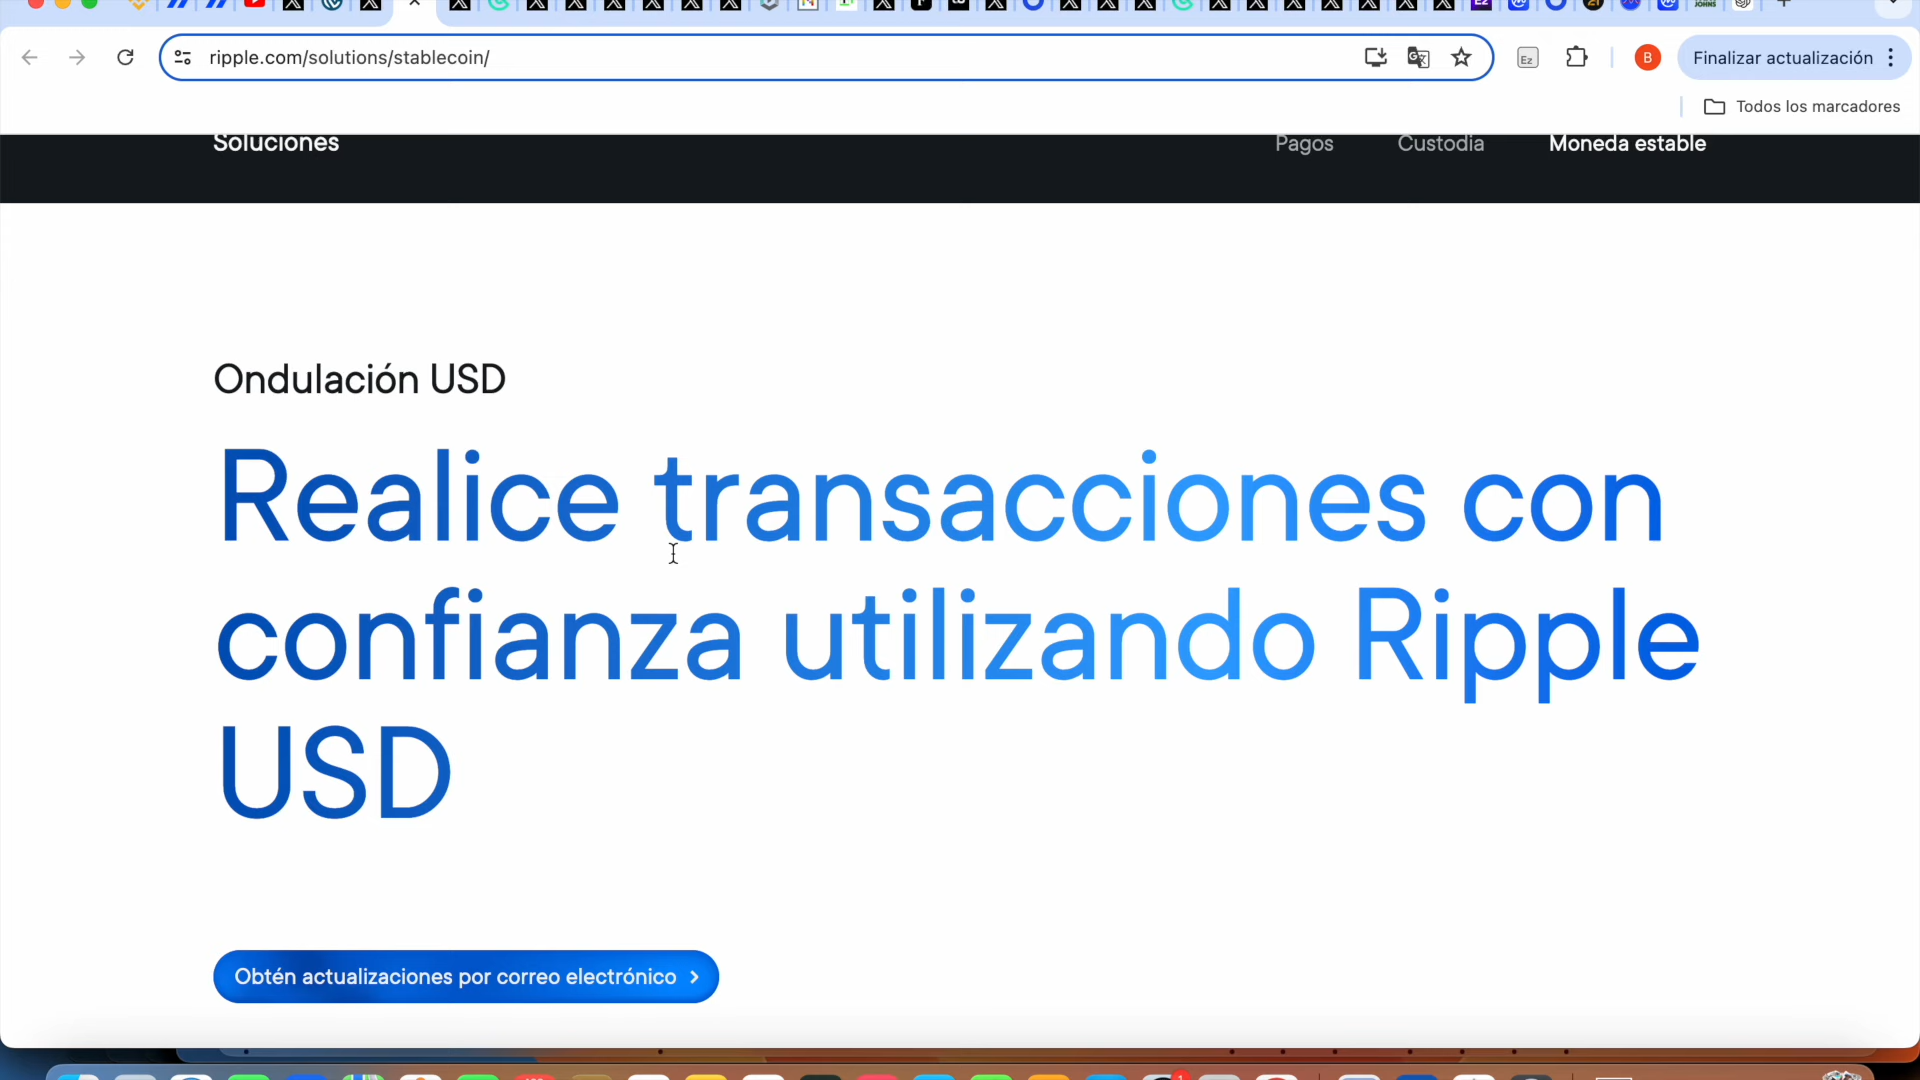 ripple.com/solutions/stablecoin/
Ez
B
Finalizar actualización
Todos los marcadores
Soluciones
Pagos
Custodia
Moneda estable
Ondulación USD
Realice transacciones con
confianza utilizando Ripple
USD
Obtén actualizaciones por correo electrónico